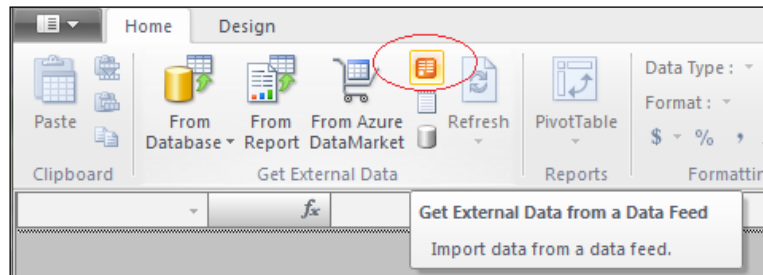 Home Design
Paste
From
Database
From
Report
From Azure
DataMarket
Refresh
PivotTable
Data Type :
Format :
$ % ,
Clipboard
Get External Data
Reports
fx
Get External Data from a Data Feed
Import data from a data feed.